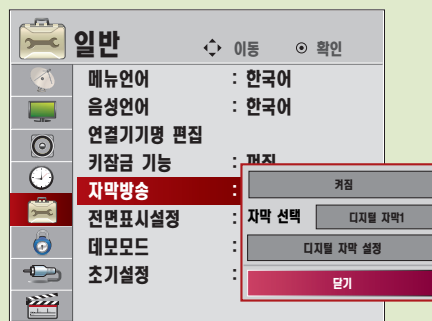 일반
이동 확인
메뉴언어 : 한국어
음성언어 : 한국어
연결기기명 편집
키잠금 기능 : 꺼짐
자막방송 :
켜짐
자막 선택 디지털 자막1
전면표시설정
디지털 자막 설정
데모모드 :
초기설정 :
닫기